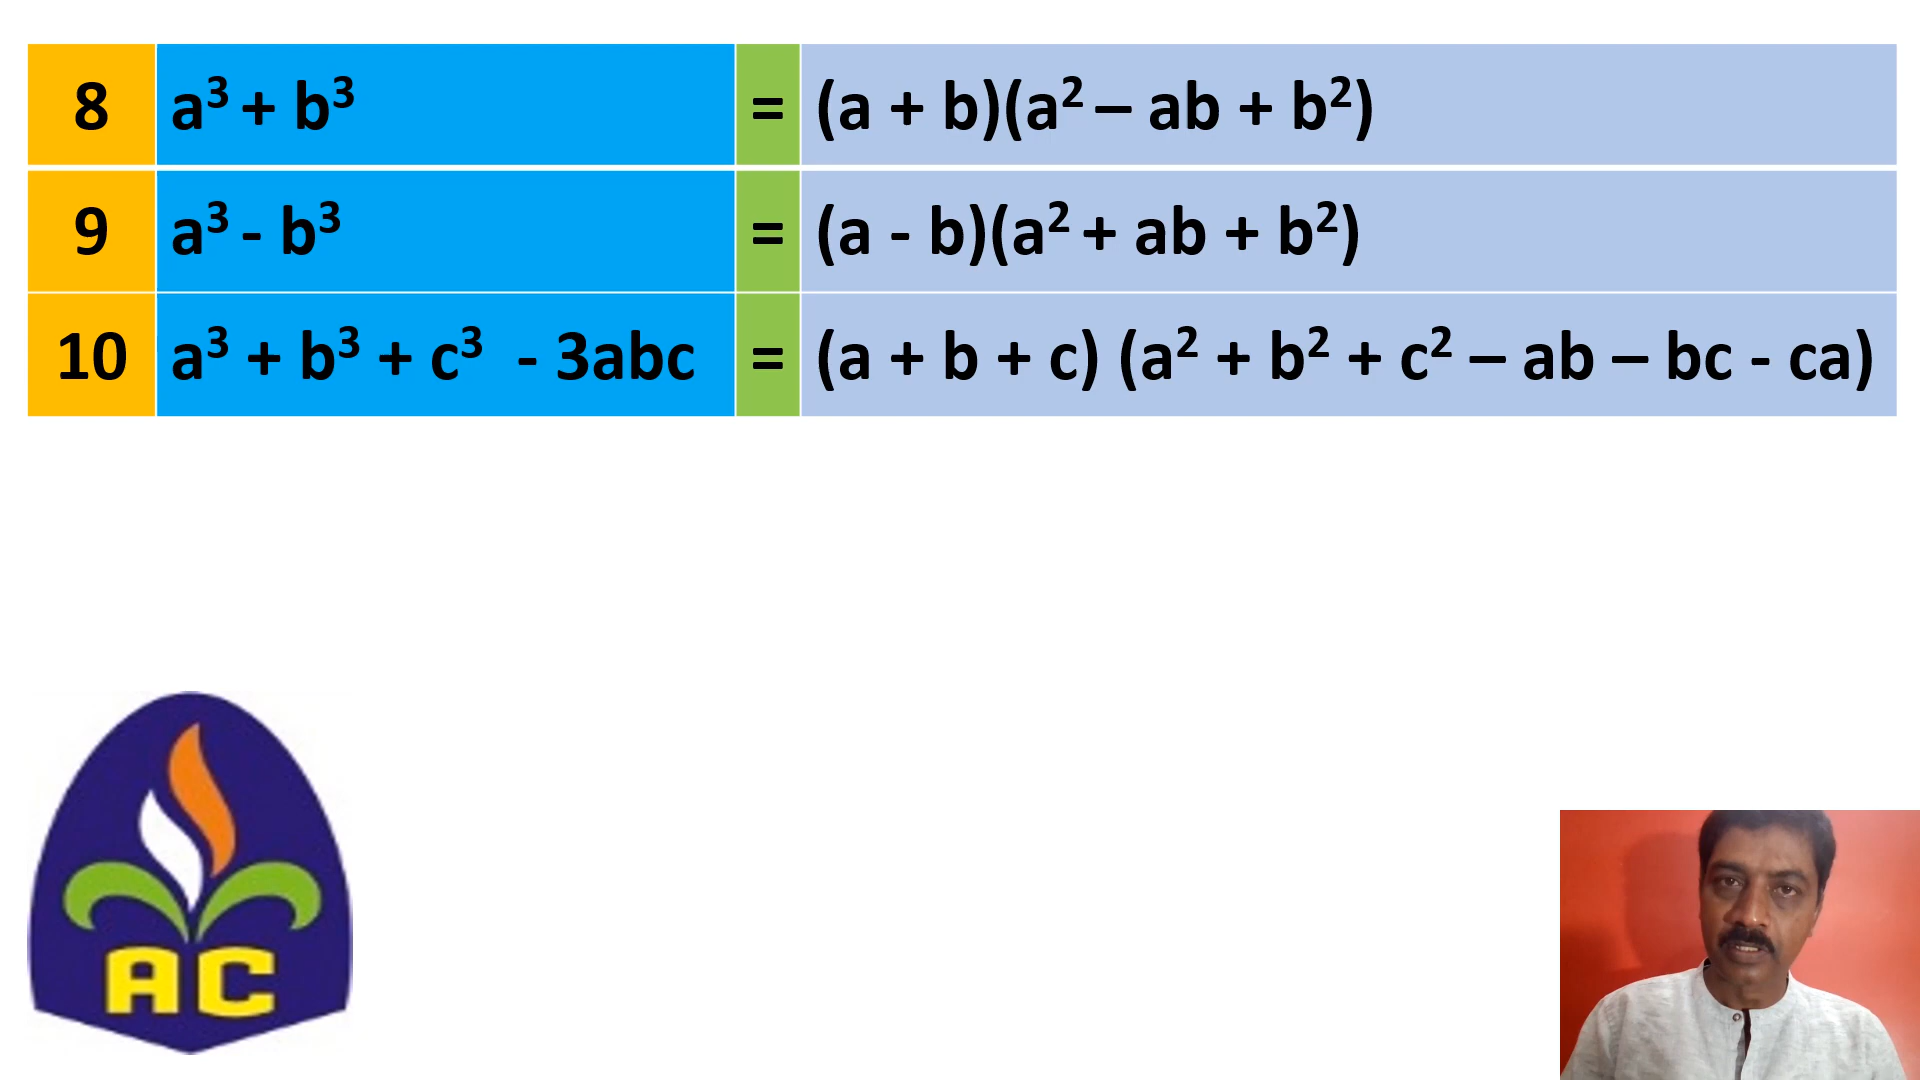 8 a³ + b³ = (a + b)(a² – ab + b²)
9 a³ - b³ = (a - b)(a² + ab + b²)
10 a³ + b³ + c³ - 3abc = (a + b + c) (a² + b² + c² – ab – bc - ca)
AC